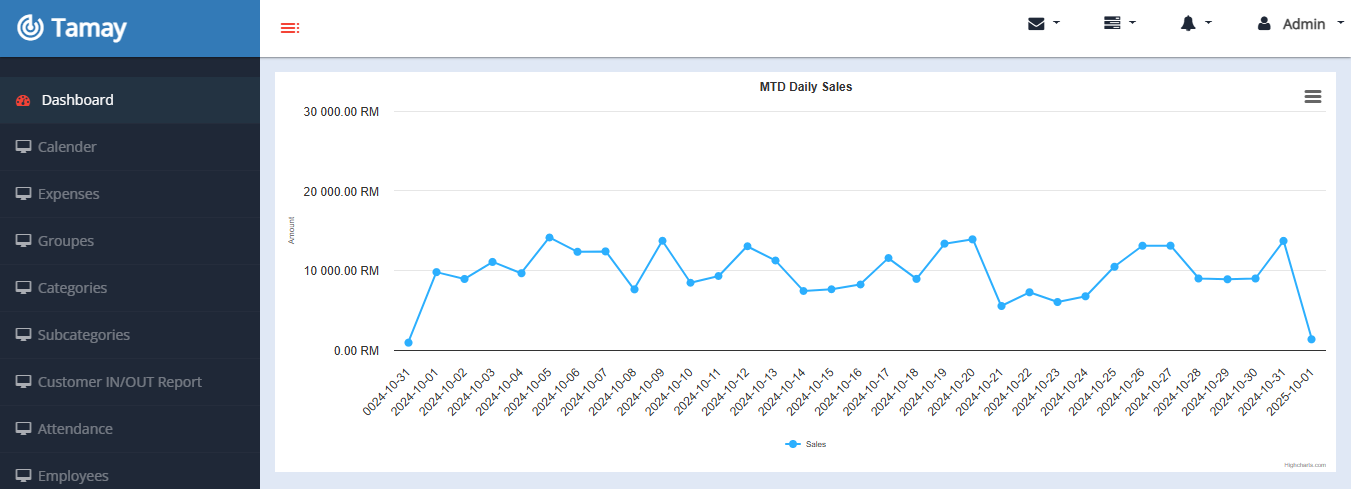 Tamay
Admin
Dashboard
Calender
Expenses
Groupes
Categories
Subcategories
Customer IN/OUT Report
Attendance
Employees
MTD Daily Sales
Amount
30 000.00 RM
20 000.00 RM
10 000.00 RM
0.00 RM
0024-10-31
2024-10-01
2024-10-02
2024-10-03
2024-10-04
2024-10-05
2024-10-06
2024-10-07
2024-10-08
2024-10-09
2024-10-10
2024-10-11
2024-10-12
2024-10-13
2024-10-14
2024-10-15
2024-10-16
2024-10-17
2024-10-18
2024-10-19
2024-10-20
2024-10-21
2024-10-22
2024-10-23
2024-10-24
2024-10-25
2024-10-26
2024-10-27
2024-10-28
2024-10-29
2024-10-30
2024-10-31
2025-10-01
Sales
Highcharts.com